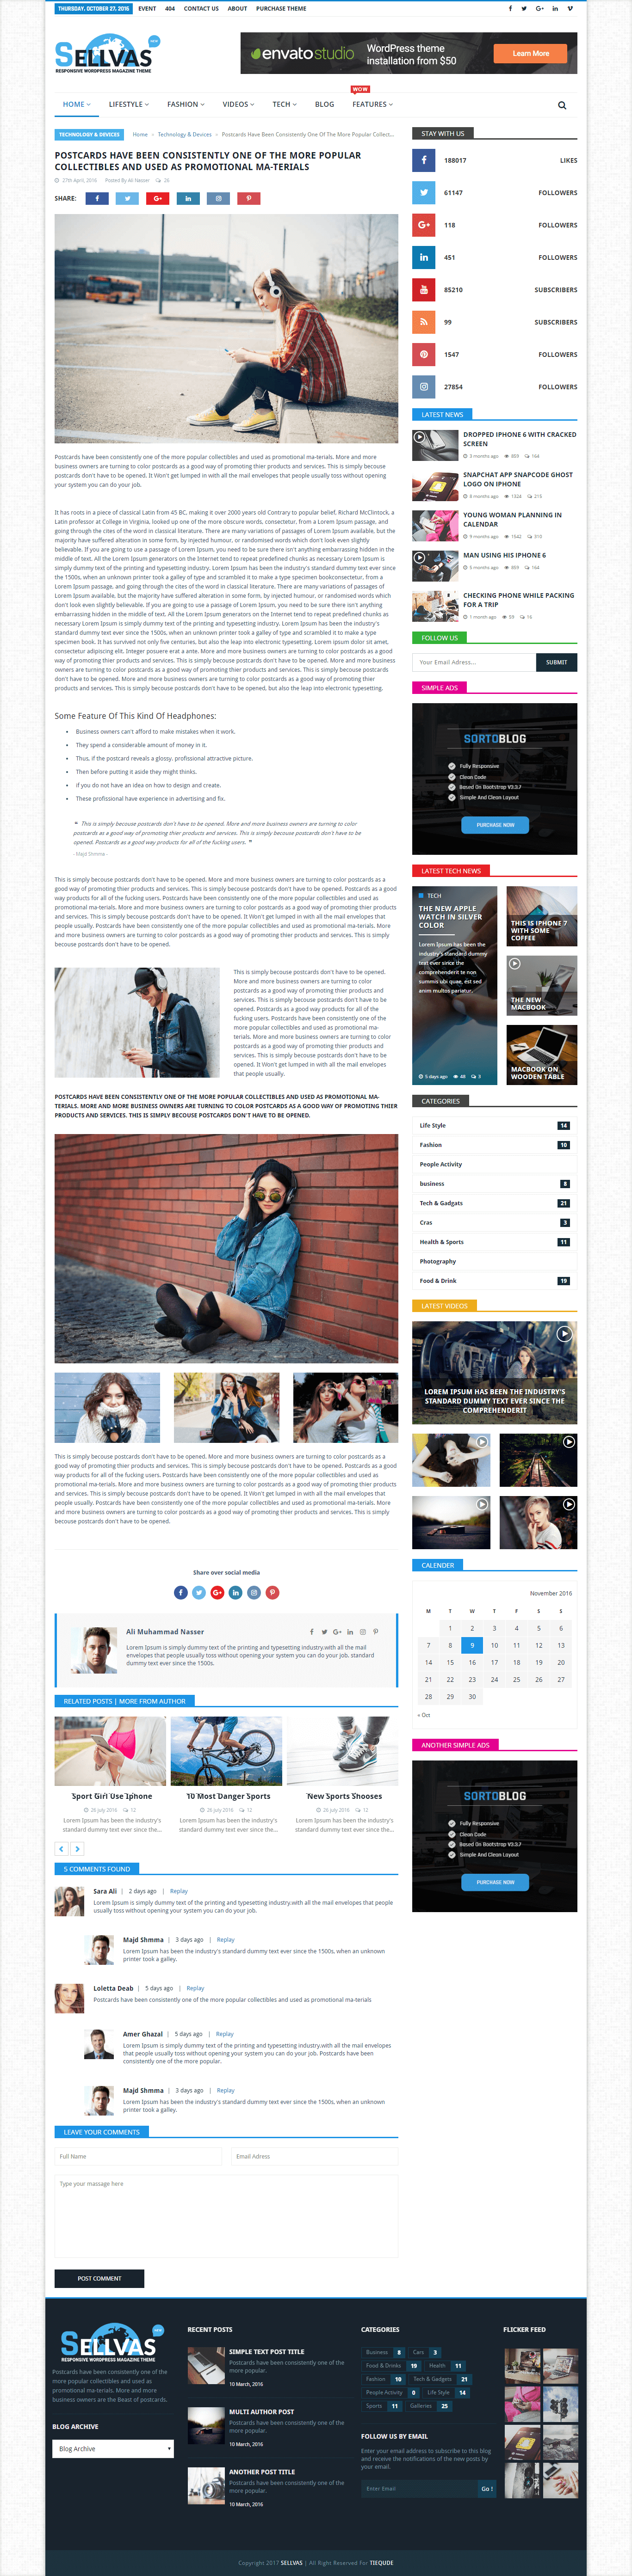 THURSDAY, OCTOBER 27, 2015 EVENT 404 CONTACT US ABOUT PURCHASE THEME
SELLVAS
RESPONSIVE WORDPRESS MAGAZINE THEME
envato studio WordPress theme installation from $50 Learn More
WOW
HOME LIFESTYLE FASHION VIDEOS TECH BLOG FEATURES
TECHNOLOGY & DEVICES Home - Technology & Devices - Postcards Have Been Consistently One Of The More Popular Collect...
POSTCARDS HAVE BEEN CONSISTENTLY ONE OF THE MORE POPULAR
COLLECTIBLES AND USED AS PROMOTIONAL MA-TERIALS
27th April, 2016 Posted By Ali Nasser 26
SHARE:
Postcards have been consistently one of the more popular collectibles and used as promotional ma-terials. More and more
business owners are turning to color postcards as a good way of promoting thier products and services. This is simply because
postcards don't have to be opened. It Won't get lumped in with all the mail envelopes that people usually toss without opening
your system you can do your job.
It has roots in a piece of classical Latin from 45 BC, making it over 2000 years old Contrary to popular belief. Richard McClintock, a
Latin professor at College in Virginia, looked up one of the more obscure words, consectetur, from a Lorem Ipsum passage, and
going through the cites of the word in classical literature. There are many variations of passages of Lorem Ipsum available, but the
majority have suffered alteration in some form, by injected humour, or randomised words which don't look even slightly
believable. If you are going to use a passage of Lorem Ipsum, you need to be sure there isn't anything embarrassing hidden in the
middle of text. All the Lorem Ipsum generators on the Internet tend to repeat predefined chunks as necessary Lorem Ipsum is
simply dummy text of the printing and typesetting industry. Lorem Ipsum has been the industry's standard dummy text ever since
the 1500s, when an unknown printer took a galley of type and scrambled it to make a type specimen bookconsectetur, from a
Lorem Ipsum passage, and going through the cites of the word in classical literature. There are many variations of passages of
Lorem Ipsum available, but the majority have suffered alteration in some form, by injected humour, or randomised words which
don't look even slightly believable. If you are going to use a passage of Lorem Ipsum, you need to be sure there isn't anything
embarrassing hidden in the middle of text. All the Lorem Ipsum generators on the Internet tend to repeat predefined chunks as
necessary Lorem Ipsum is simply dummy text of the printing and typesetting industry. Lorem Ipsum has been the industry's
standard dummy text ever since the 1500s, when an unknown printer took a galley of type and scrambled it to make a type
specimen book. It has survived not only five centuries, but also the leap into electronic typesetting. Lorem ipsum dolor sit amet,
consectetur adipiscing elit. Integer posuere erat a ante. More and more business owners are turning to color postcards as a good
way of promoting thier products and services. This is simply because postcards don't have to be opened. More and more business
owners are turning to color postcards as a good way of promoting thier products and services. This is simply because postcards
don't have to be opened. More and more business owners are turning to color postcards as a good way of promoting thier
products and services. This is simply because postcards don't have to be opened, but also the leap into electronic typesetting.
Some Feature Of This Kind Of Headphones:
• Business owners can't affard to make mistakes when it work.
• They spend a considerable amount of money in it.
• Thus, if the postcard reveals a glossy, profissional attractive picture.
• Then before putting it aside they might thinks.
• if you do not have an idea on how to design and create.
• These profissional have experience in advertising and fix.
❝ This is simply because postcards don't have to be opened. More and more business owners are turning to color
postcards as a good way of promoting thier products and services. This is simply because postcards don't have to be
opened. Postcards as a good way products for all of the fucking users. ❞
- Majd Shmma -
This is simply becouse postcards don't have to be opened, More and more business owners are turning to color postcards as a
good way of promoting thier products and services. This is simply becouse postcards don't have to be opened. Postcards as a good
way products for all of the fucking users. Postcards have been consistently one of the more popular collectibles and used as
promotional ma-terials. More and more business owners are turning to color postcards as a good way of promoting thier products
and services. This is simply becouse postcards don't have to be opened. It Won't get lumped in with all the mail envelopes that
people usually. Postcards have been consistently one of the more popular collectibles and used as promotional ma-terials. More
and more business owners are turning to color postcards as a good way of promoting thier products and services. This is simply
becouse postcards don't have to be opened.
This is simply because postcards don't have to be opened.
More and more business owners are turning to color
postcards as a good way of promoting thier products and
services. This is simply because postcards don't have to be
opened. Postcards as a good way products for all of the
fucking users. Postcards have been consistently one of the
more popular collectibles and used as promotional ma-
terials. More and more business owners are turning to color
postcards as a good way of promoting thier products and
services. This is simply because postcards don't have to be
opened. It Won't get lumped in with all the mail envelopes
that people usually.
POSTCARDS HAVE BEEN CONSISTENTLY ONE OF THE MORE POPULAR COLLECTIBLES AND USED AS PROMOTIONAL MA-
TERIALS. MORE AND MORE BUSINESS OWNERS ARE TURNING TO COLOR POSTCARDS AS A GOOD WAY OF PROMOTING THIER
PRODUCTS AND SERVICES. THIS IS SIMPLY BECOUSE POSTCARDS DON'T HAVE TO BE OPENED.
This is simply becouse postcards don't have to be opened, More and more business owners are turning to color postcards as a
good way of promoting thier products and services. This is simply becouse postcards don't have to be opened. Postcards as a good
way products for all of the fucking users. Postcards have been consistently one of the more popular collectibles and used as
promotional ma-terials. More and more business owners are turning to color postcards as a good way of promoting thier products
and services. This is simply becouse postcards don't have to be opened. It Won't get lumped in with all the mail envelopes that
people usually. Postcards have been consistently one of the more popular collectibles and used as promotional ma-terials. More
and more business owners are turning to color postcards as a good way of promoting thier products and services. This is simply
becouse postcards don't have to be opened.
Share over social media
Ali Muhammad Nasser
Lorem Ipsum is simply dummy text of the printing and typesetting industry.with all the mail
envelopes that people usually toss without opening your system you can do your job, standard
dummy text ever since the 1500s.
RELATED POSTS | MORE FROM AUTHOR
Sport Girl Use Iphone
26 july 2016 12
Lorem Ipsum has been the industry's
standard dummy text ever since the...
10 Most Danger Sports
26 july 2016 12
Lorem Ipsum has been the industry's
standard dummy text ever since the...
New Sports Shooses
26 july 2016 12
Lorem Ipsum has been the industry's
standard dummy text ever since the...
5 COMMENTS FOUND
Sara Ali | 2 days ago | Replay
Lorem Ipsum is simply dummy text of the printing and typesetting industry.with all the mail envelopes that people
usually toss without opening your system you can do your job.
Majd Shmma | 3 days ago | Replay
Lorem Ipsum has been the industry's standard dummy text ever since the 1500s, when an unknown
printer took a galley.
Loletta Deab | 5 days ago | Replay
Postcards have been consistently one of the more popular collectibles and used as promotional ma-terials
Amer Ghazal | 5 days ago | Replay
Lorem Ipsum is simply dummy text of the printing and typesetting industry.with all the mail envelopes
that people usually toss without opening your system you can do your job. Postcards have been
consistently one of the more popular.
Majd Shmma | 3 days ago | Replay
Lorem Ipsum has been the industry's standard dummy text ever since the 1500s, when an unknown
printer took a galley.
LEAVE YOUR COMMENTS
Full Name Email Adress
Type your massage here
POST COMMENT
STAY WITH US
188017 LIKES
61147 FOLLOWERS
118 FOLLOWERS
451 FOLLOWERS
85210 SUBSCRIBERS
99 SUBSCRIBERS
1547 FOLLOWERS
27854 FOLLOWERS
LATEST NEWS
DROPPED IPHONE 6 WITH CRACKED
SCREEN
3 months ago 893 164
SNAPCHAT APP SNAPCODE GHOST
LOGO ON IPHONE
8 months ago 1324 215
YOUNG WOMAN PLANNING IN
CALENDAR
9 months ago 1542 310
MAN USING HIS IPHONE 6
5 months ago 893 164
CHECKING PHONE WHILE PACKING
FOR A TRIP
1 month ago 59 16
FOLLOW US
Your Email Adress... SUBMIT
SIMPLE ADS
SORTOBLOG
Fully Responsive
Clean Code
Based On Bootstrap V3.3.7
Simple And Clean Layout
PURCHASE NOW
LATEST TECH NEWS
TECH
THE NEW APPLE
WATCH IN SILVER
COLOR
Lorem Ipsum has been the
industry's standard dummy
text ever since the
comprehenderit te non
summis ubi quae, est sed
anim multos pariatur.
5 days ago 48 3
THIS IS IPHONE 7
WITH SOME
COFFEE
THE NEW
MACBOOK
MACBOOK ON
WOODEN TABLE
CATEGORIES
Life Style 14
Fashion 10
People Activity
business 8
Tech & Gadgats 21
Cras 3
Health & Sports 11
Photography
Food & Drink 19
LATEST VIDEOS
LOREM IPSUM HAS BEEN THE INDUSTRY'S
STANDARD DUMMY TEXT EVER SINCE THE
COMPREHENDERIT
CALENDER
November 2016
M T W T F S S
1 2 3 4 5 6
7 8 9 10 11 12 13
14 15 16 17 18 19 20
21 22 23 24 25 26 27
28 29 30
« Oct
ANOTHER SIMPLE ADS
SORTOBLOG
Fully Responsive
Clean Code
Based On Bootstrap V3.3.7
Simple And Clean Layout
PURCHASE NOW
SELLVAS
RESPONSIVE WORDPRESS MAGAZINE THEME
Postcards have been consistently one of the
more popular collectibles and used as
promotional ma-terials. More and more
business owners are the Beast of postcards.
BLOG ARCHIVE
Blog Archive
RECENT POSTS
SIMPLE TEXT POST TITLE
Postcards have been consistently one of the
more popular.
10 March, 2016
MULTI AUTHOR POST
Postcards have been consistently one of the
more popular.
10 March, 2016
ANOTHER POST TITLE
Postcards have been consistently one of the
more popular.
10 March, 2016
CATEGORIES
Business 8 Cars 3
Food & Drinks 19 Health 11
Fashion 10 Tech & Gadgets 21
People Activity 0 Life Style 14
Sports 11 Galleries 25
FOLLOW US BY EMAIL
Enter your email address to subscribe to this blog
and receive the notifications of the new posts by
your email.
Enter Email Go !
FLICKER FEED
Copyright 2017 SELLVAS | All Right Reserved For TIEQUDE